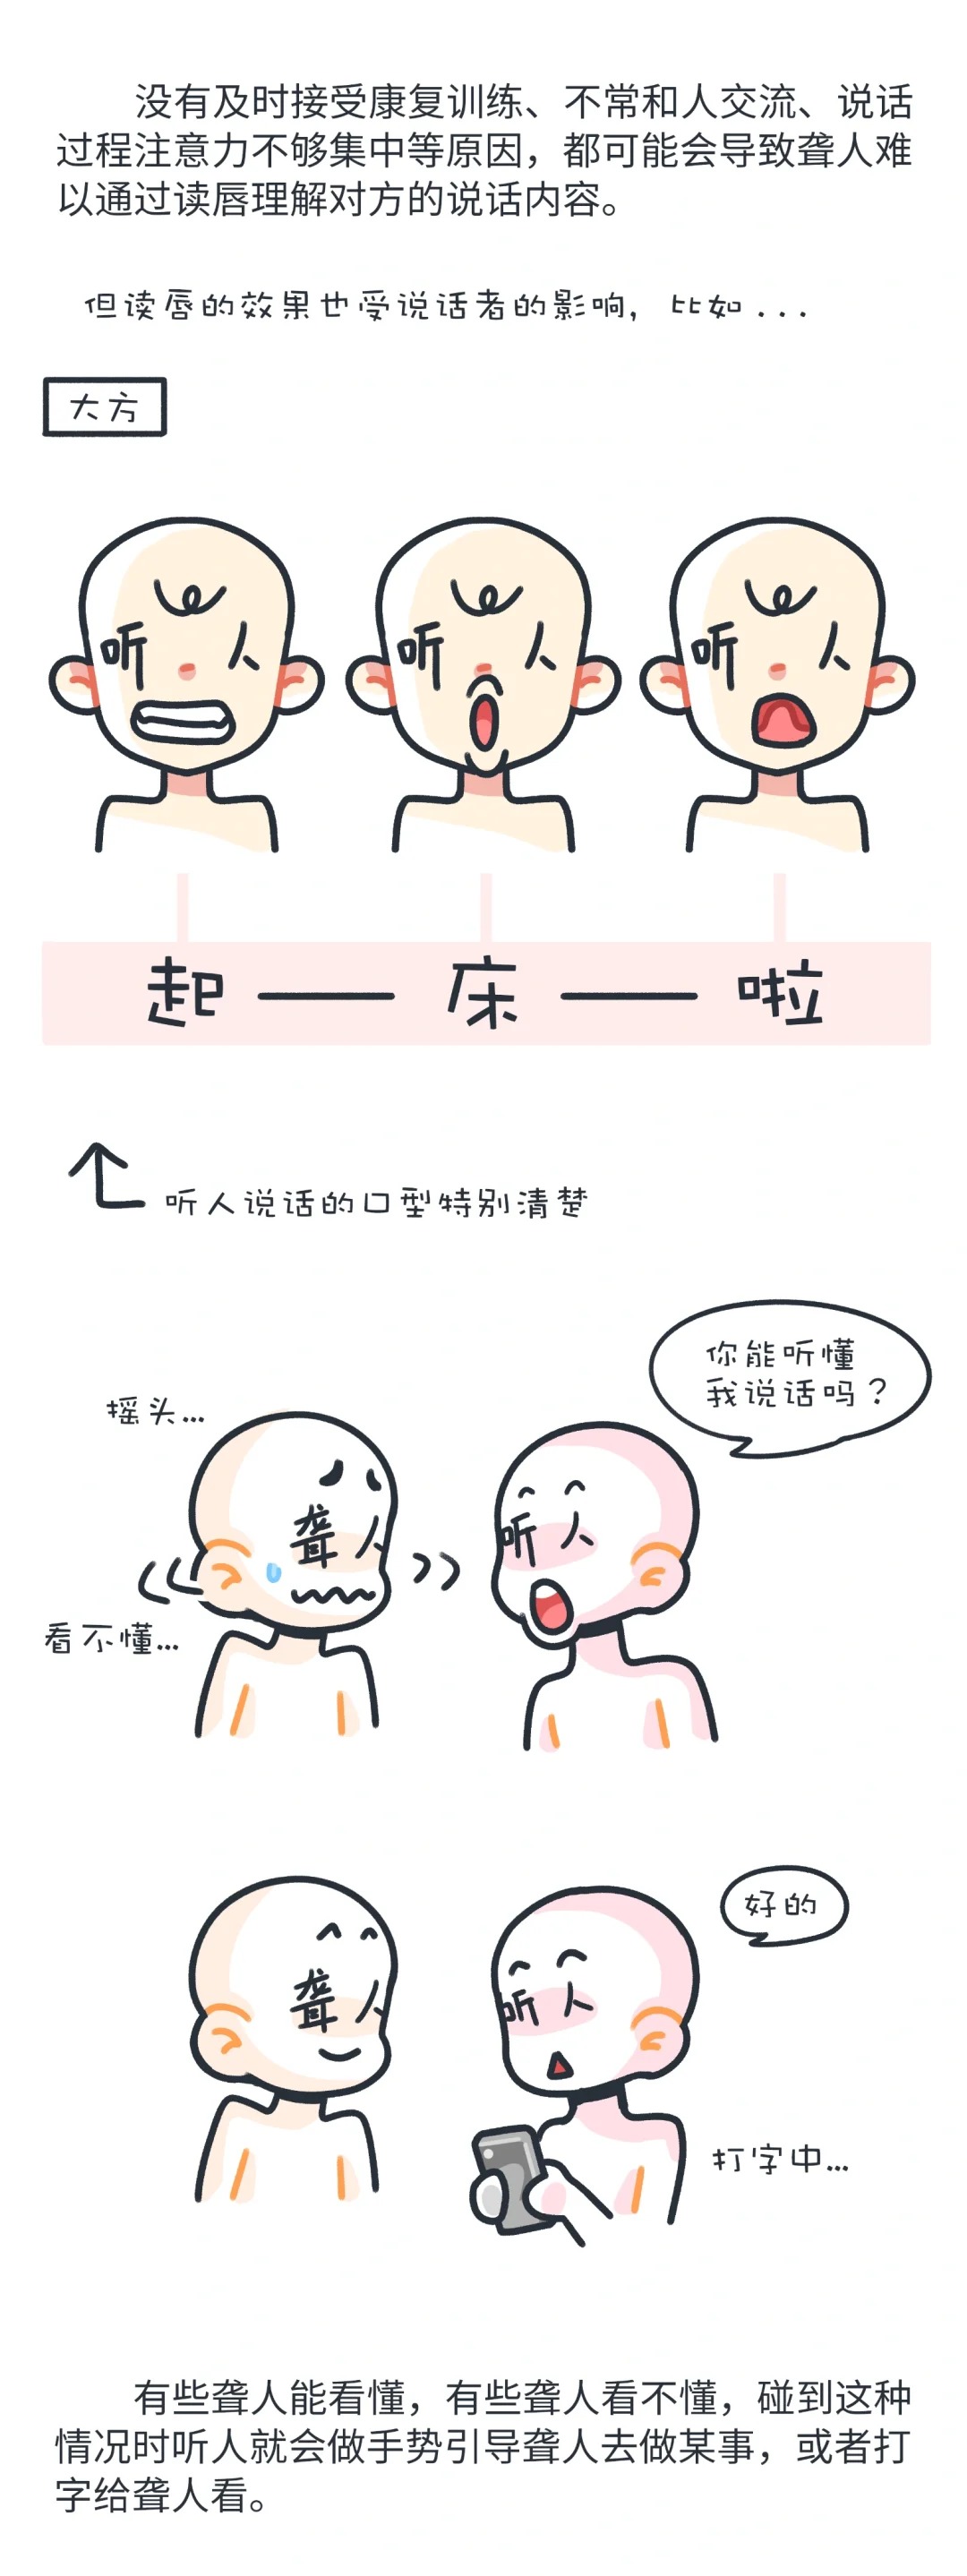 没有及时接受康复训练、不常和人交流、说话
过程注意力不够集中等原因，都可能会导致聋人难
以通过读唇理解对方的说话内容。
但读唇的效果也受说话者的影响，比如...
大方
听人
听人
听人
起——床——啦
听人说话的口型特别清楚
你能听懂
我说话吗？
摇头...
聋人
听人
看不懂...
好的
聋人
听人
打字中...
有些聋人能看懂，有些聋人看不懂，碰到这种
情况时听人就会做手势引导聋人去做某事，或者打
字给聋人看。